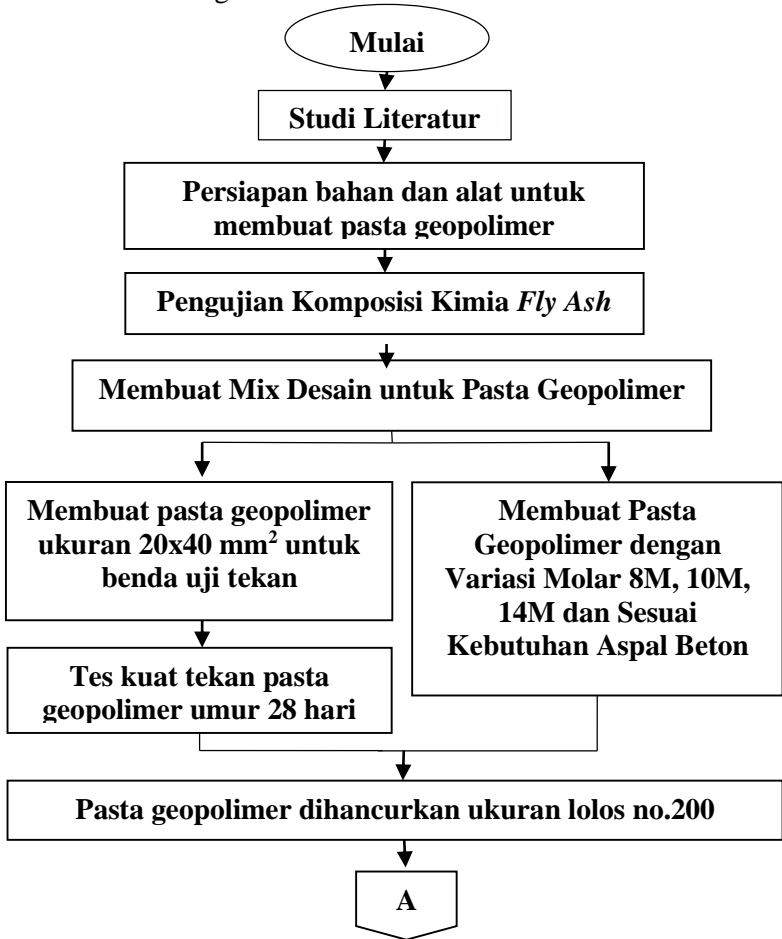 Mulai
Studi Literatur
Persiapan bahan dan alat untuk
membuat pasta geopolimer
Pengujian Komposisi Kimia Fly Ash
Membuat Mix Desain untuk Pasta Geopolimer
Membuat pasta geopolimer
ukuran 20x40 mm² untuk
benda uji tekan
Membuat Pasta
Geopolimer dengan
Variasi Molar 8M, 10M,
14M dan Sesuai
Kebutuhan Aspal Beton
Tes kuat tekan pasta
geopolimer umur 28 hari
Pasta geopolimer dihancurkan ukuran lolos no.200
A